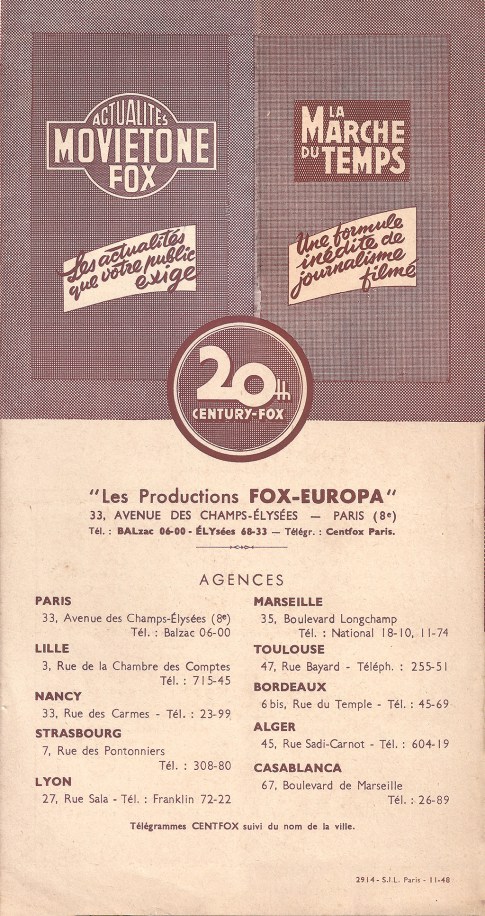 ACTUALITÉS
MOVIETONE
FOX
Les actualités
que votre public
exige
LA
MARCHE
DU TEMPS
Une formule
inédite de
journalisme
filmé
20th
CENTURY-FOX
"Les Productions FOX-EUROPA"
33, AVENUE DES CHAMPS-ÉLYSÉES — PARIS (8e)
Tél. : BALzac 06-00 - ÉLYsées 68-33 — Télégr. : Centfox Paris.
AGENCES
PARIS
33, Avenue des Champs-Élysées (8e)
Tél. : Balzac 06-00
LILLE
3, Rue de la Chambre des Comptes
Tél. : 715-45
NANCY
33, Rue des Carmes - Tél. : 23-99
STRASBOURG
7, Rue des Pontonniers
Tél. : 308-80
LYON
27, Rue Sala - Tél. : Franklin 72-22
MARSEILLE
35, Boulevard Longchamp
Tél. : National 18-10, 11-74
TOULOUSE
47, Rue Bayard - Téléph. : 255-51
BORDEAUX
6 bis, Rue du Temple - Tél. : 45-69
ALGER
45, Rue Sadi-Carnot - Tél. : 604-19
CASABLANCA
67, Boulevard de Marseille
Tél. : 26-89
Télégrammes CENTFOX suivi du nom de la ville.
2914 - S.I.L. Paris - 11-48